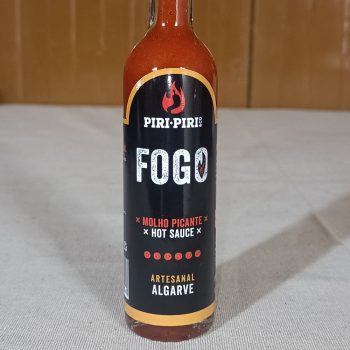 PIRI•PIRI
FOGO
× MOLHO PICANTE ×
× HOT SAUCE ×
ARTESANAL
ALGARVE